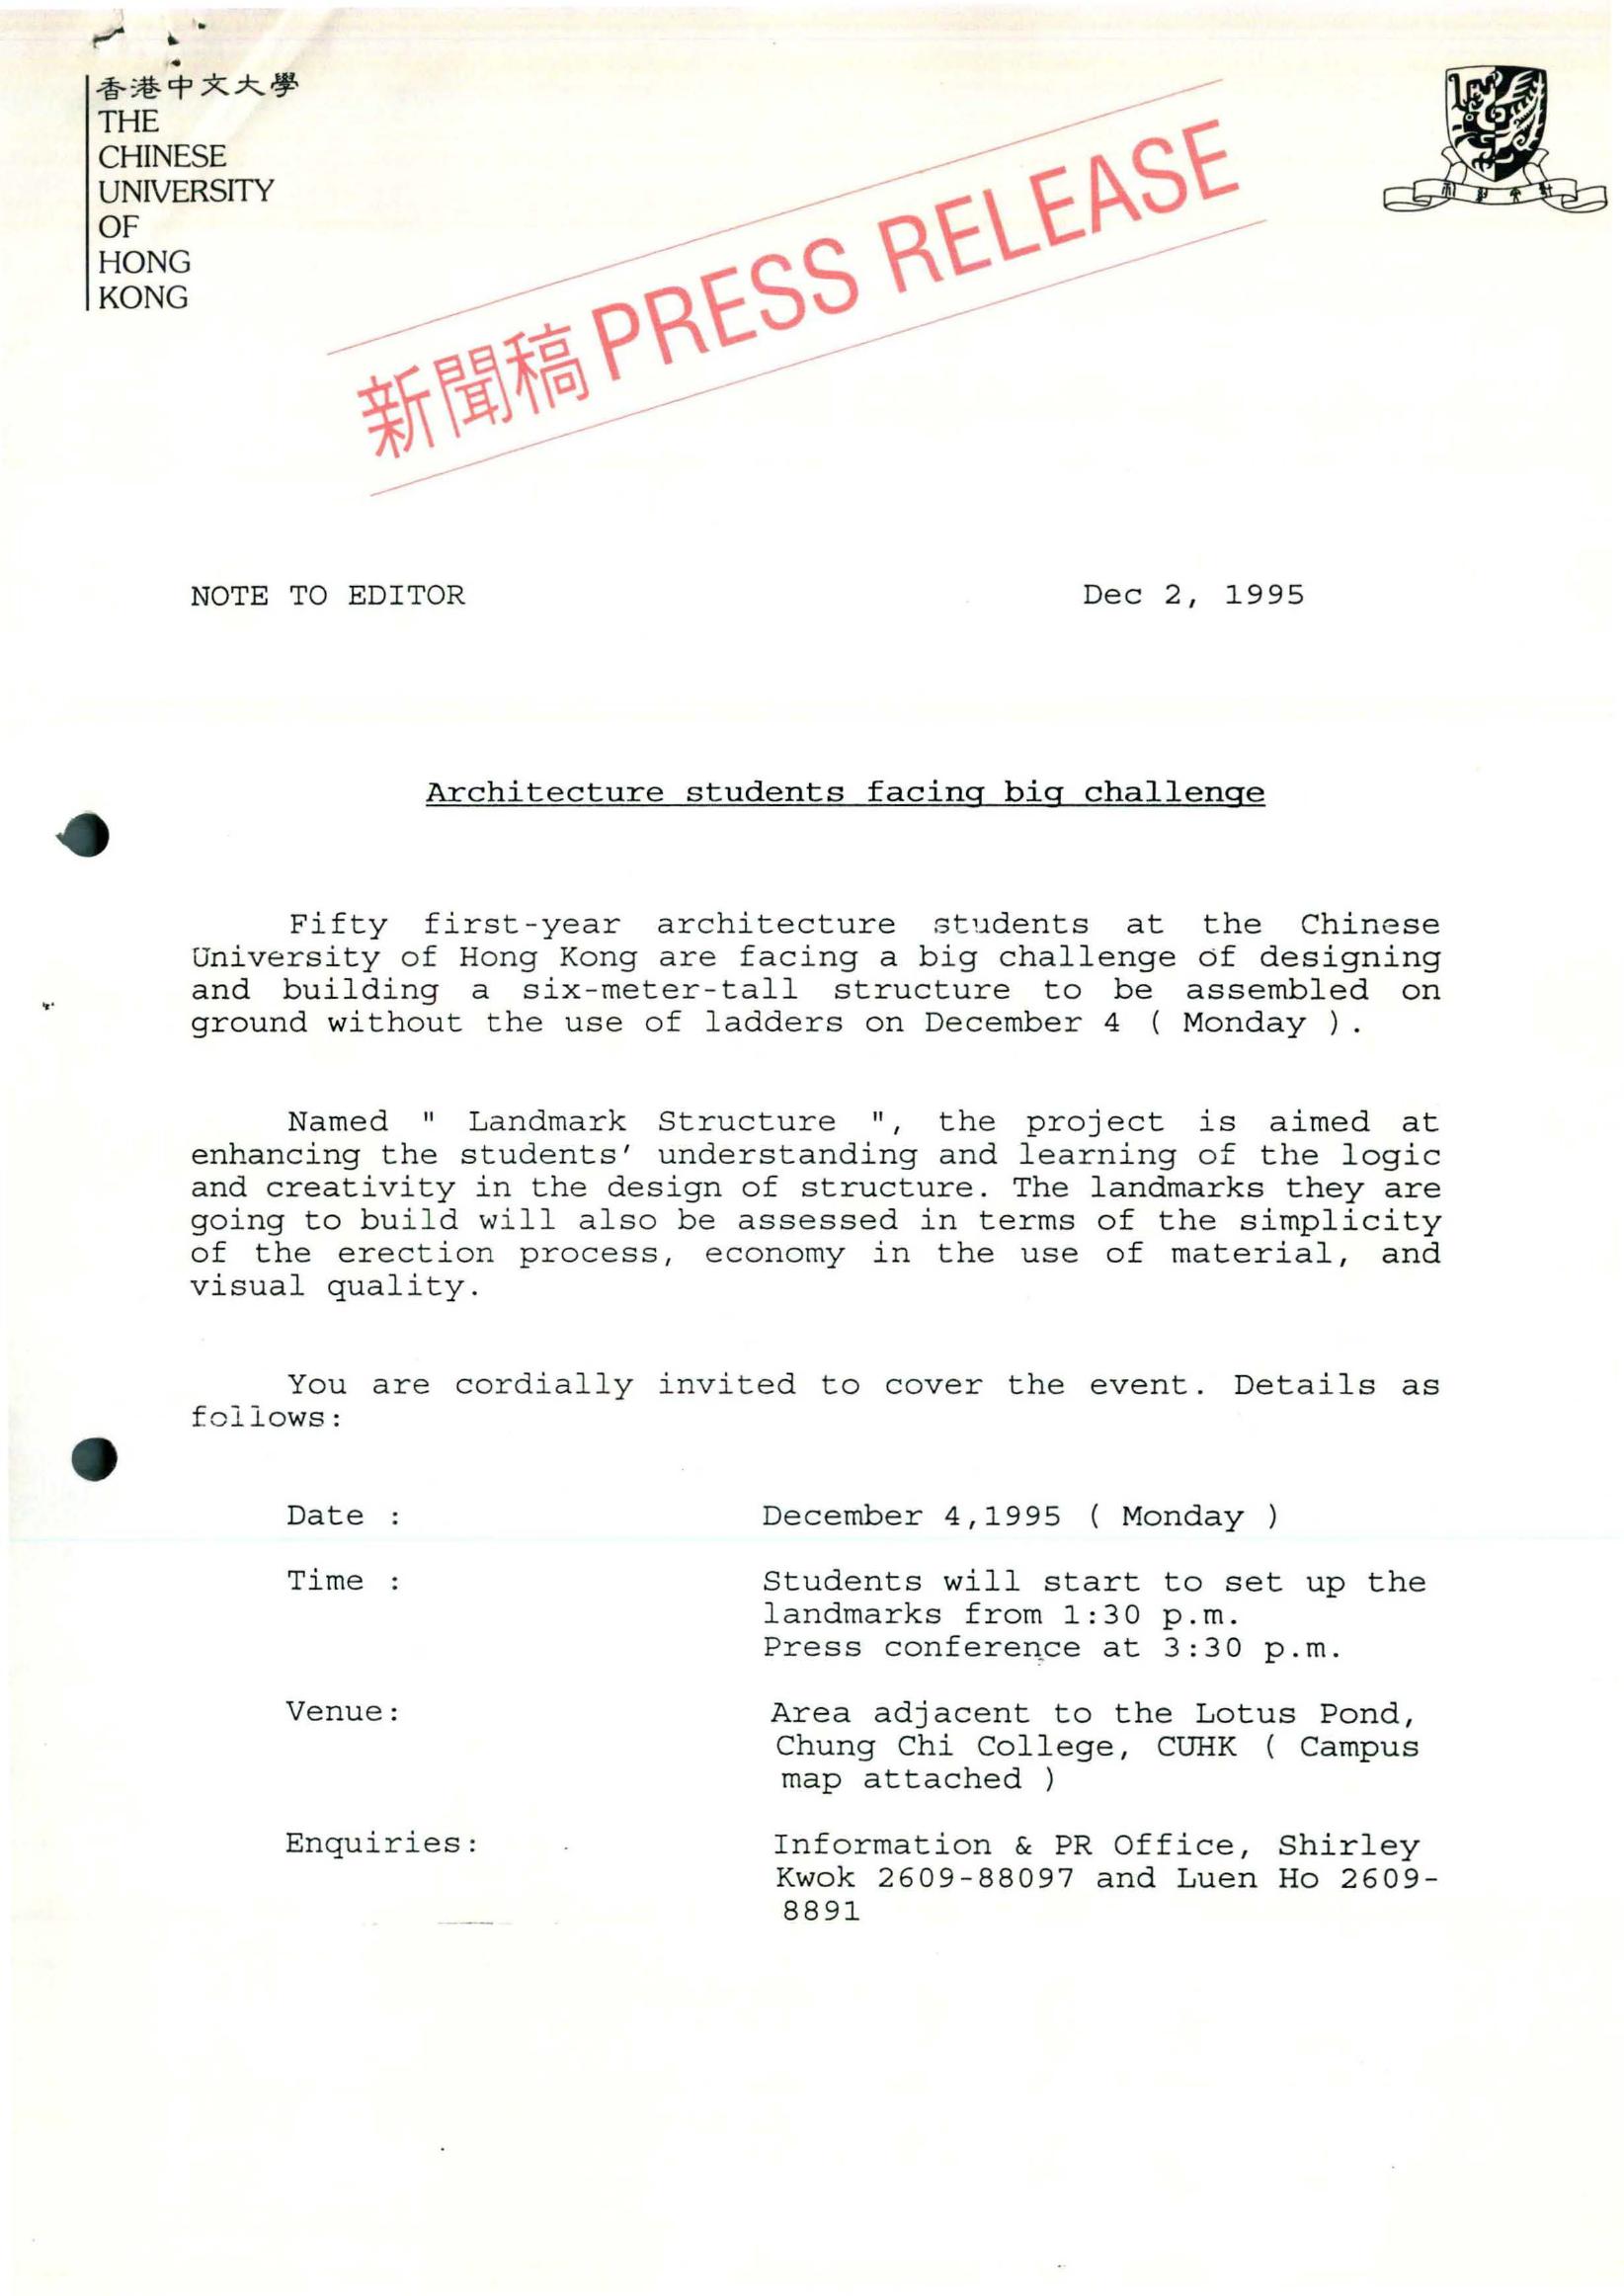 香港中文大學
THE
CHINESE
UNIVERSITY
OF
HONG
KONG
新聞稿 PRESS RELEASE
NOTE TO EDITOR Dec 2, 1995
Architecture students facing big challenge
Fifty first-year architecture students at the Chinese
University of Hong Kong are facing a big challenge of designing
and building a six-meter-tall structure to be assembled on
ground without the use of ladders on December 4 ( Monday ).
Named " Landmark Structure ", the project is aimed at
enhancing the students' understanding and learning of the logic
and creativity in the design of structure. The landmarks they are
going to build will also be assessed in terms of the simplicity
of the erection process, economy in the use of material, and
visual quality.
You are cordially invited to cover the event. Details as
follows:
Date : December 4,1995 ( Monday )
Time : Students will start to set up the
landmarks from 1:30 p.m.
Press conference at 3:30 p.m.
Venue: Area adjacent to the Lotus Pond,
Chung Chi College, CUHK ( Campus
map attached )
Enquiries: Information & PR Office, Shirley
Kwok 2609-88097 and Luen Ho 2609-
8891